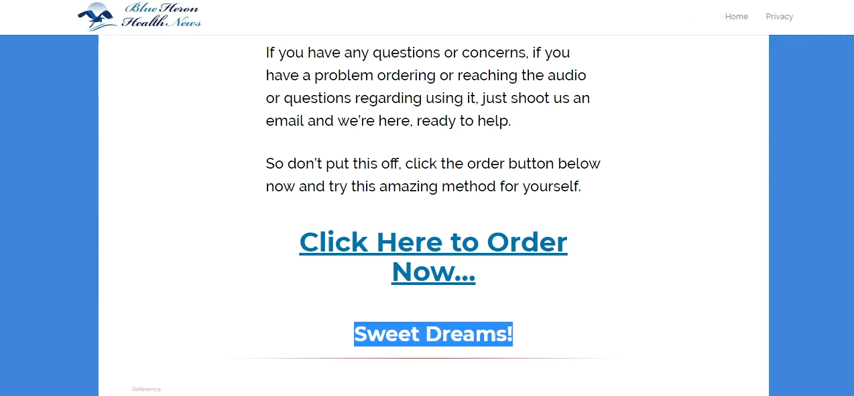 Blue Heron
Health News
Home Privacy
If you have any questions or concerns, if you
have a problem ordering or reaching the audio
or questions regarding using it, just shoot us an
email and we're here, ready to help.
So don't put this off, click the order button below
now and try this amazing method for yourself.
Click Here to Order
Now...
Sweet Dreams!
Reference